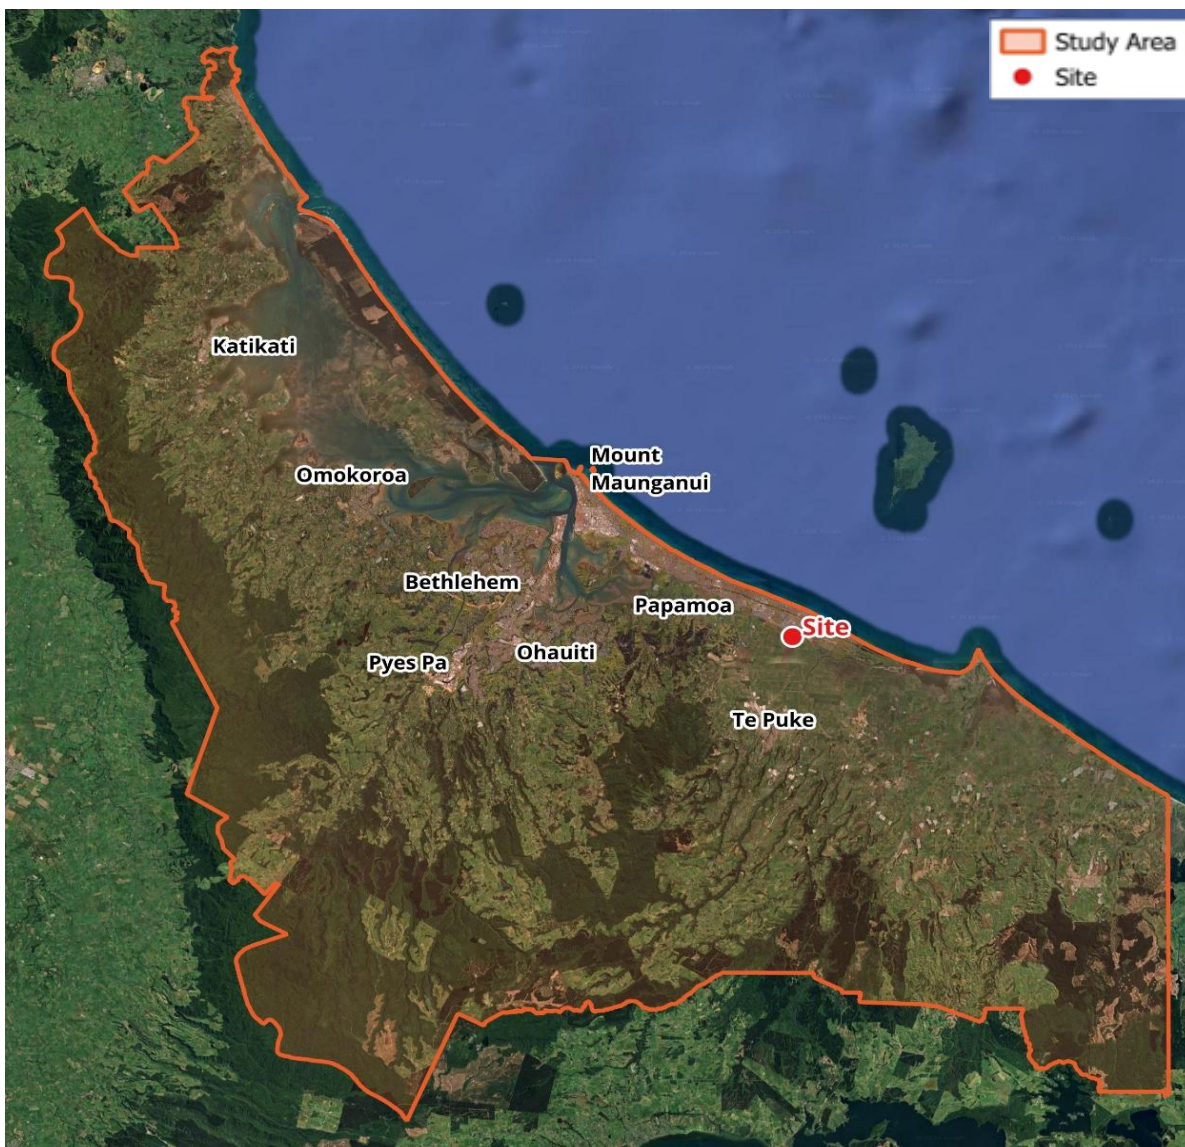 Study Area
Site
Katikati
Mount
Maunganui
Omokoroa
Bethlehem
Papamoa
Site
Pyes Pa
Ohauiti
Te Puke